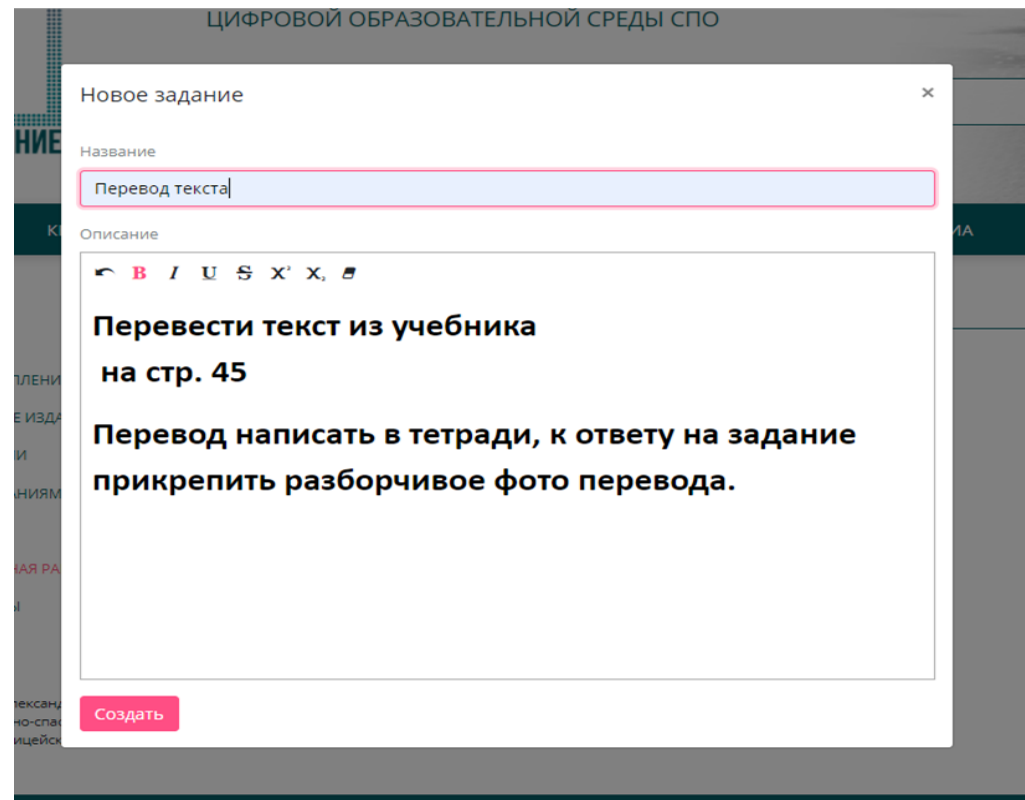 ЦИФРОВОЙ ОБРАЗОВАТЕЛЬНОЙ СРЕДЫ СПО
Новое задание ×
Название
Перевод текста
Описание
B I U S X² X₂
Перевести текст из учебника
на стр. 45
Перевод написать в тетради, к ответу на задание
прикрепить разборчивое фото перевода.
Создать